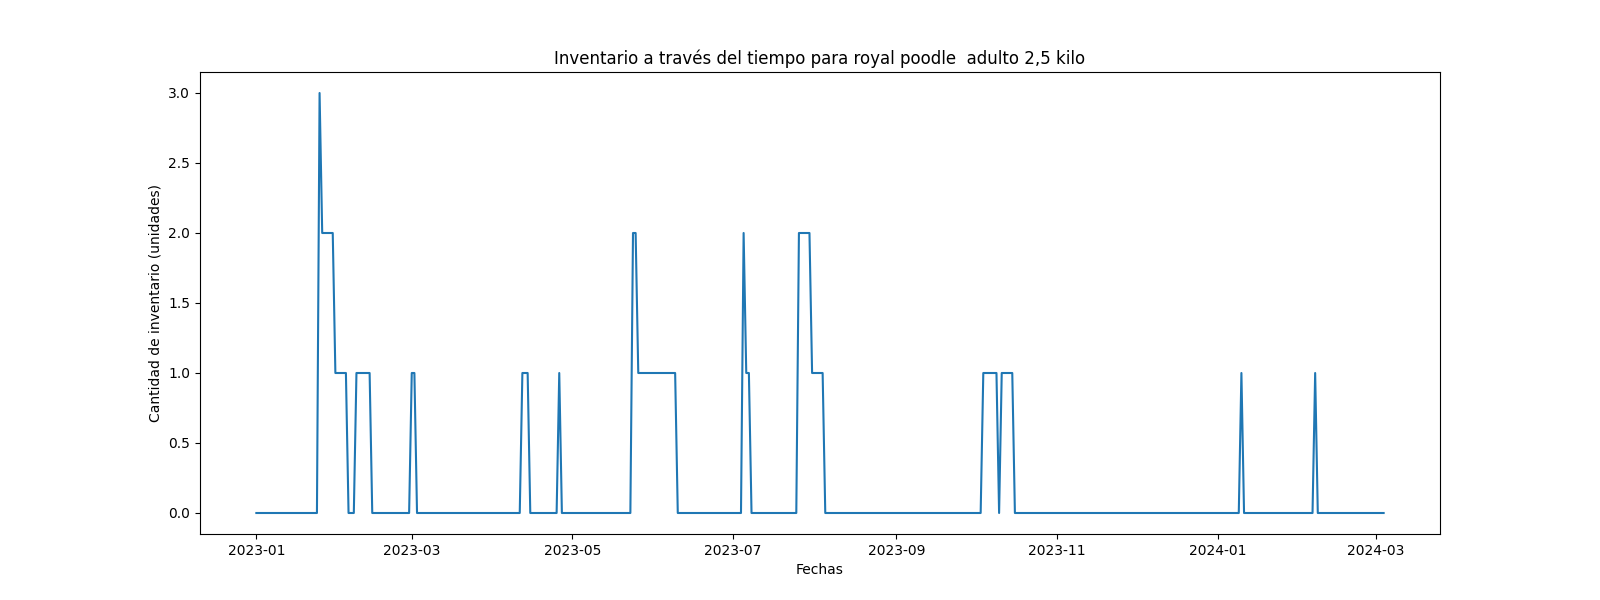 Inventario a través del tiempo para royal poodle  adulto 2,5 kilo
Cantidad de inventario (unidades)
3.0
2.5
2.0
1.5
1.0
0.5
0.0
2023-01 2023-03 2023-05 2023-07 2023-09 2023-11 2024-01 2024-03
Fechas